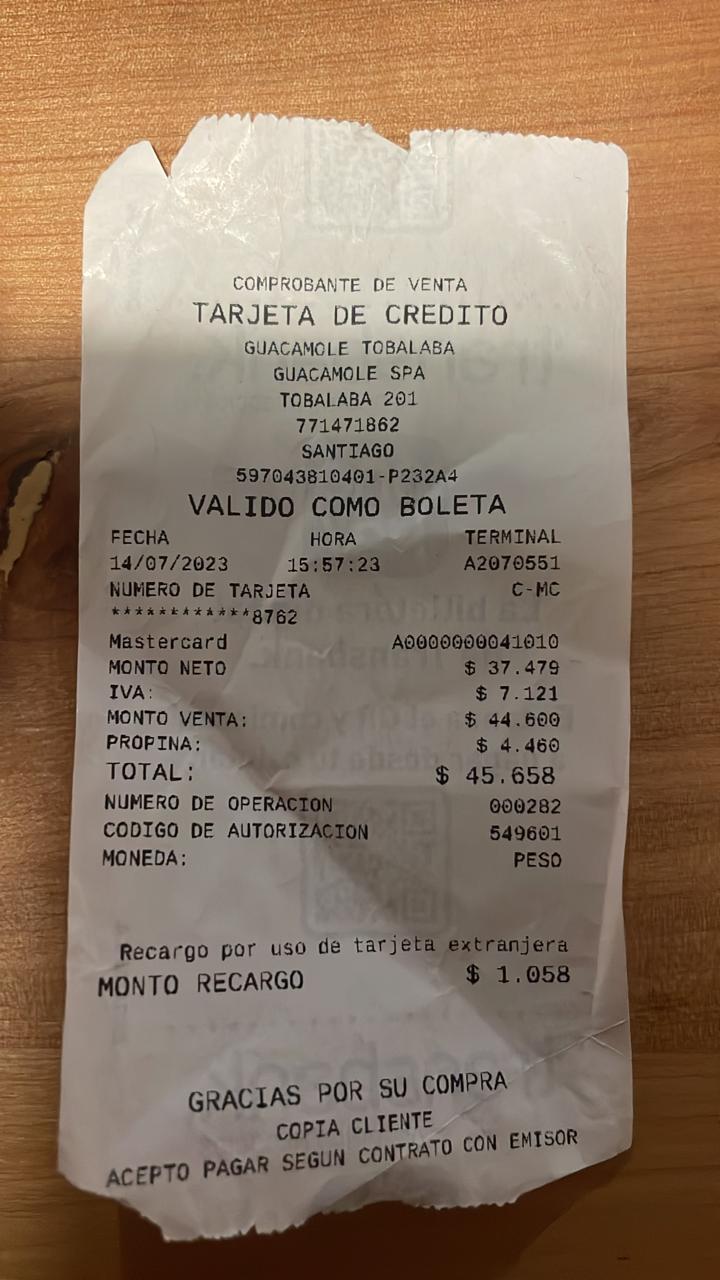 COMPROBANTE DE VENTA
TARJETA DE CREDITO
GUACAMOLE TOBALABA
GUACAMOLE SPA
TOBALABA 201
771471862
SANTIAGO
597043810401-P232A4
VALIDO COMO BOLETA
FECHA HORA TERMINAL
14/07/2023 15:57:23 A2070551
NUMERO DE TARJETA C-MC
************8762
Mastercard A0000000041010
MONTO NETO $ 37.479
IVA: $ 7.121
MONTO VENTA: $ 44.600
PROPINA: $ 4.460
TOTAL: $ 45.658
NUMERO DE OPERACION 000282
CODIGO DE AUTORIZACION 549601
MONEDA: PESO
Recargo por uso de tarjeta extranjera
MONTO RECARGO $ 1.058
GRACIAS POR SU COMPRA
COPIA CLIENTE
ACEPTO PAGAR SEGUN CONTRATO CON EMISOR